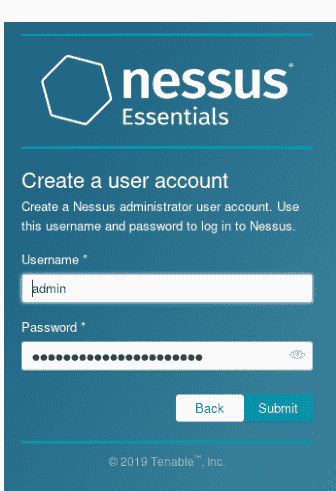 nessus
Essentials
Create a user account
Create a Nessus administrator user account. Use
this username and password to log in to Nessus.
Username *
admin
Password *
Back Submit
© 2019 Tenable™, Inc.